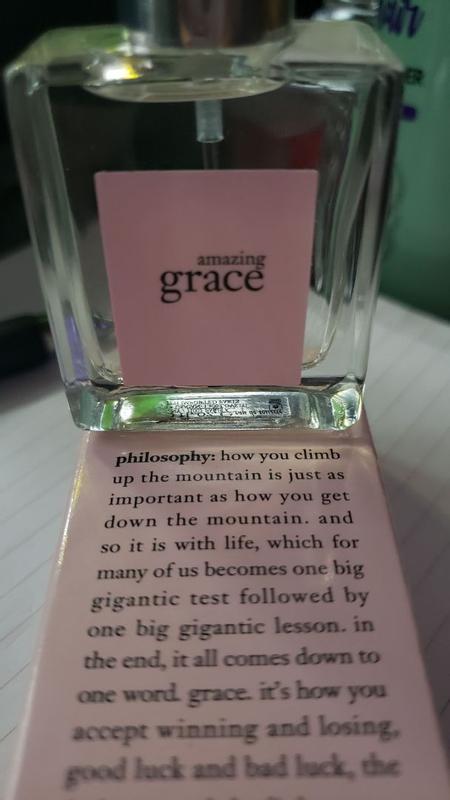 amazing
grace
philosophy: how you climb
up the mountain is just as
important as how you get
down the mountain. and
so it is with life, which for
many of us becomes one big
gigantic test followed by
one big gigantic lesson. in
the end, it all comes down to
one word. grace. it's how you
accept winning and losing,
good luck and bad luck, the